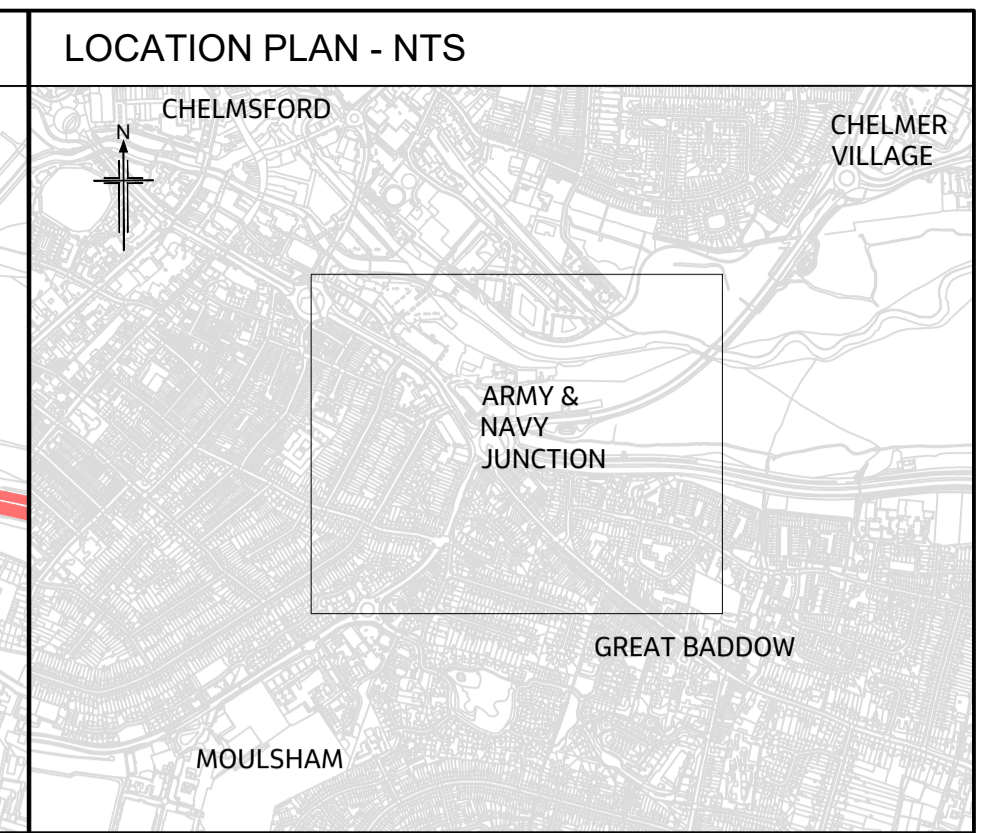 LOCATION PLAN - NTS
CHELMSFORD
N
CHELMER
VILLAGE
ARMY &
NAVY
JUNCTION
GREAT BADDOW
MOULSHAM